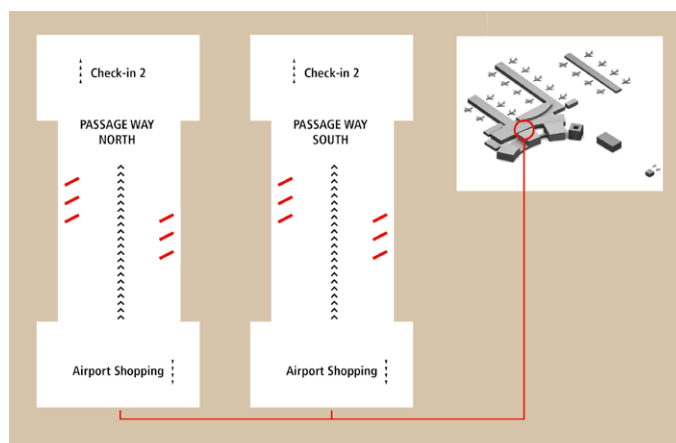 Check-in 2
PASSAGE WAY
NORTH
Airport Shopping
Check-in 2
PASSAGE WAY
SOUTH
Airport Shopping